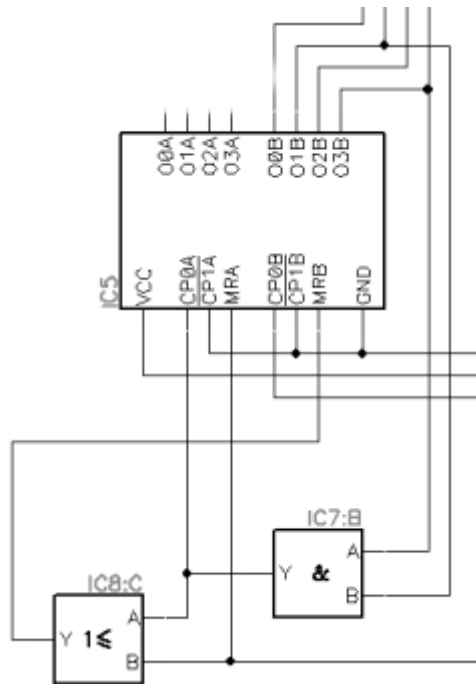 O0A O1A O2A O3A O0B O1B O2B O3B
IC5
VCC CP0A CP1A MRA CP0B CP1B MRB GND
IC7:B
A
Y &
B
IC8:C
A
Y 1≤
B